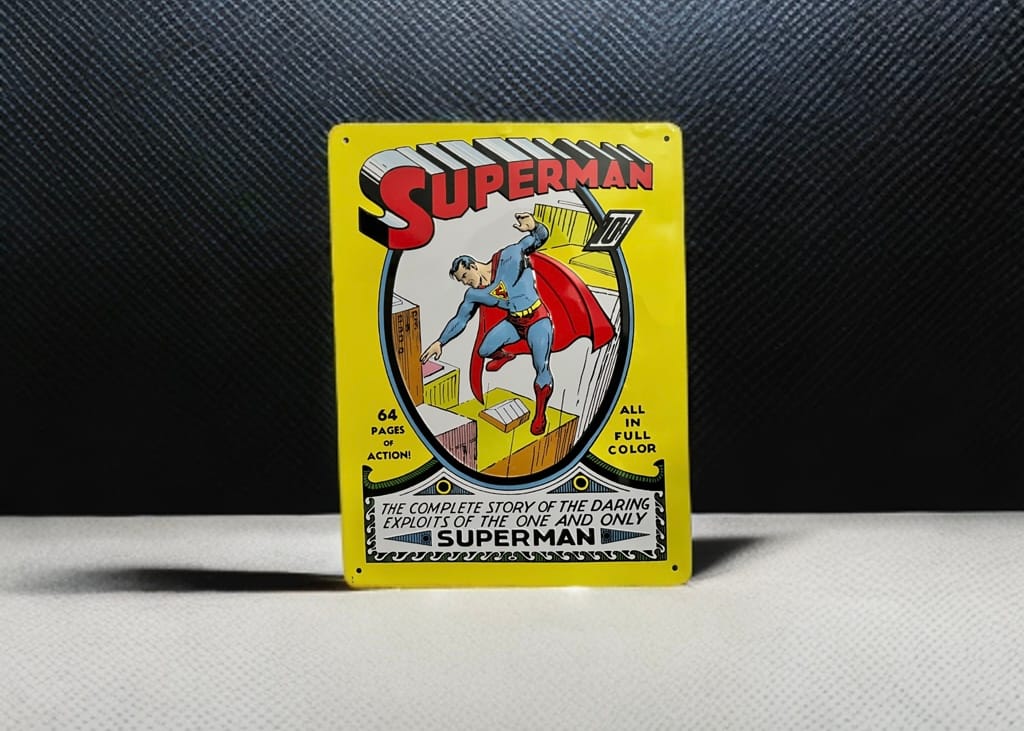 SUPERMAN
10¢
64
PAGES
OF
ACTION!
ALL
IN
FULL
COLOR
THE COMPLETE STORY OF THE DARING
EXPLOITS OF THE ONE AND ONLY
SUPERMAN